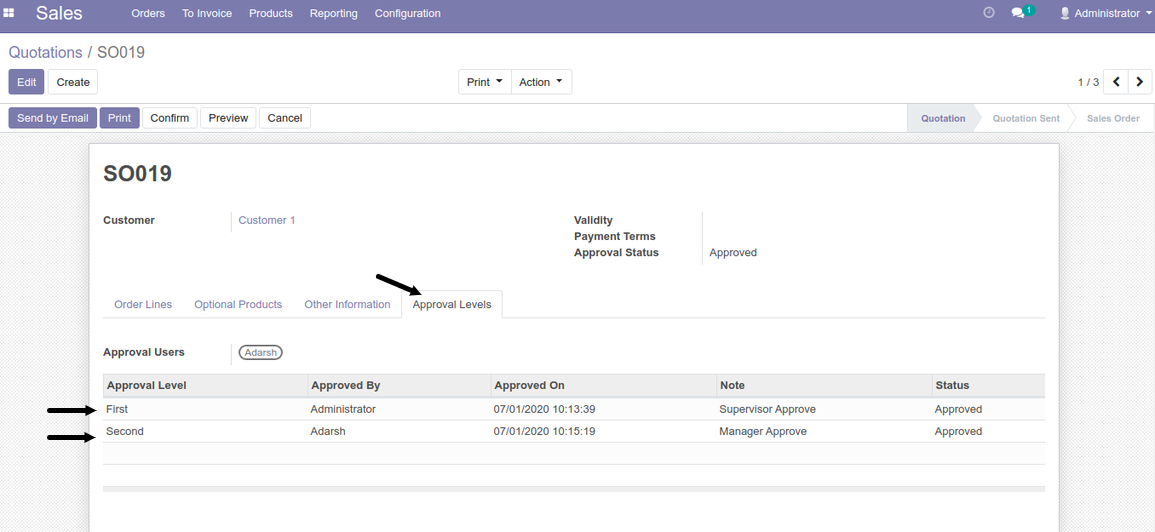 Sales Orders To Invoice Products Reporting Configuration 1 Administrator
Quotations / SO019
Edit Create Print Action 1 / 3
Send by Email Print Confirm Preview Cancel Quotation Quotation Sent Sales Order
SO019
Customer Customer 1 Validity
Payment Terms
Approval Status Approved
Order Lines Optional Products Other Information Approval Levels
Approval Users Adarsh
Approval Level Approved By Approved On Note Status
First Administrator 07/01/2020 10:13:39 Supervisor Approve Approved
Second Adarsh 07/01/2020 10:15:19 Manager Approve Approved